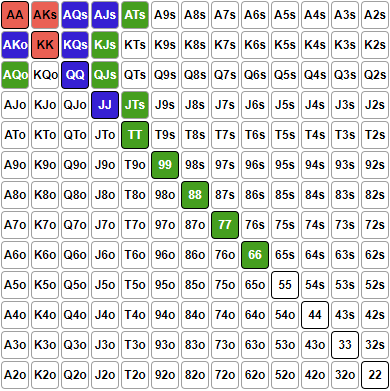 AA AKs AQs AJs ATs A9s A8s A7s A6s A5s A4s A3s A2s
AKo KK KQs KJs KTs K9s K8s K7s K6s K5s K4s K3s K2s
AQo KQo QQ QJs QTs Q9s Q8s Q7s Q6s Q5s Q4s Q3s Q2s
AJo KJo QJo JJ JTs J9s J8s J7s J6s J5s J4s J3s J2s
ATo KTo QTo JTo TT T9s T8s T7s T6s T5s T4s T3s T2s
A9o K9o Q9o J9o T9o 99 98s 97s 96s 95s 94s 93s 92s
A8o K8o Q8o J8o T8o 98o 88 87s 86s 85s 84s 83s 82s
A7o K7o Q7o J7o T7o 97o 87o 77 76s 75s 74s 73s 72s
A6o K6o Q6o J6o T6o 96o 86o 76o 66 65s 64s 63s 62s
A5o K5o Q5o J5o T5o 95o 85o 75o 65o 55 54s 53s 52s
A4o K4o Q4o J4o T4o 94o 84o 74o 64o 54o 44 43s 42s
A3o K3o Q3o J3o T3o 93o 83o 73o 63o 53o 43o 33 32s
A2o K2o Q2o J2o T2o 92o 82o 72o 62o 52o 42o 32o 22